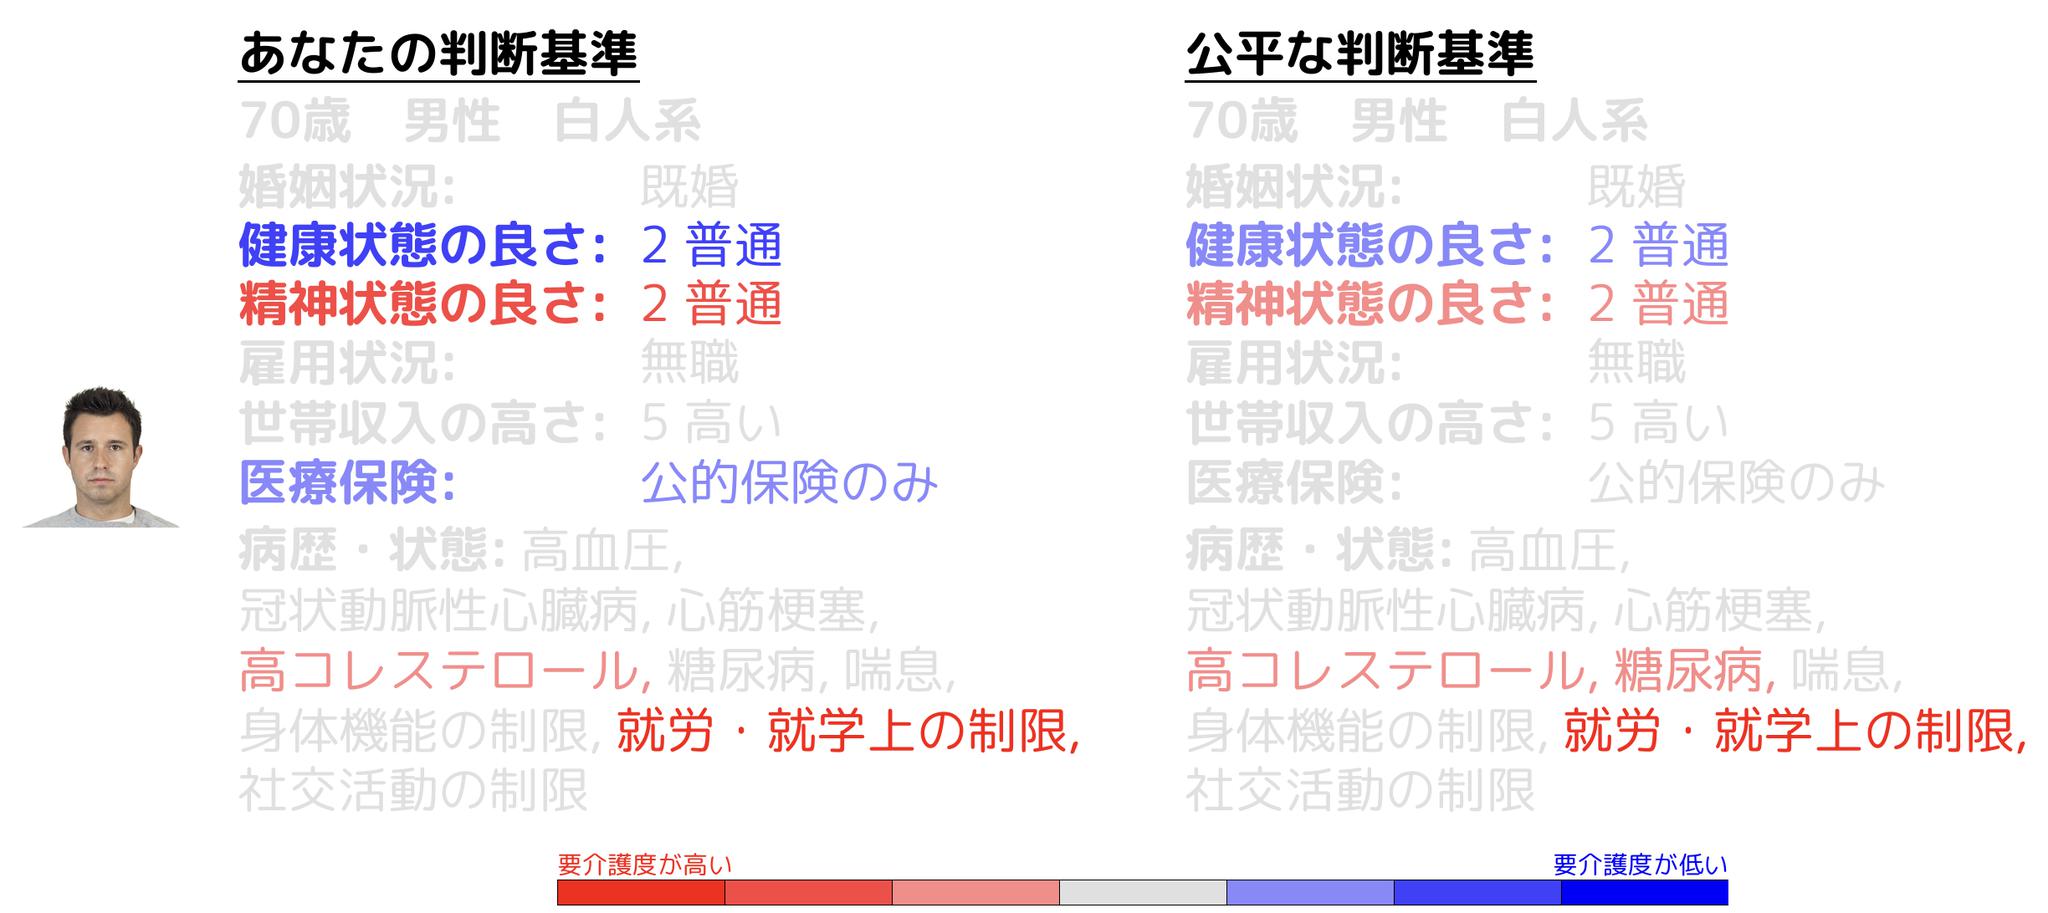 あなたの判断基準
70歳 男性 白人系
婚姻状況: 既婚
健康状態の良さ: 2 普通
精神状態の良さ: 2 普通
雇用状況: 無職
世帯収入の高さ: 5 高い
医療保険: 公的保険のみ
病歴・状態: 高血圧,
冠状動脈性心臓病, 心筋梗塞,
高コレステロール, 糖尿病, 喘息,
身体機能の制限, 就労・就学上の制限,
社交活動の制限
公平な判断基準
70歳 男性 白人系
婚姻状況: 既婚
健康状態の良さ: 2 普通
精神状態の良さ: 2 普通
雇用状況: 無職
世帯収入の高さ: 5 高い
医療保険: 公的保険のみ
病歴・状態: 高血圧,
冠状動脈性心臓病, 心筋梗塞,
高コレステロール, 糖尿病, 喘息,
身体機能の制限, 就労・就学上の制限,
社交活動の制限
要介護度が高い
要介護度が低い